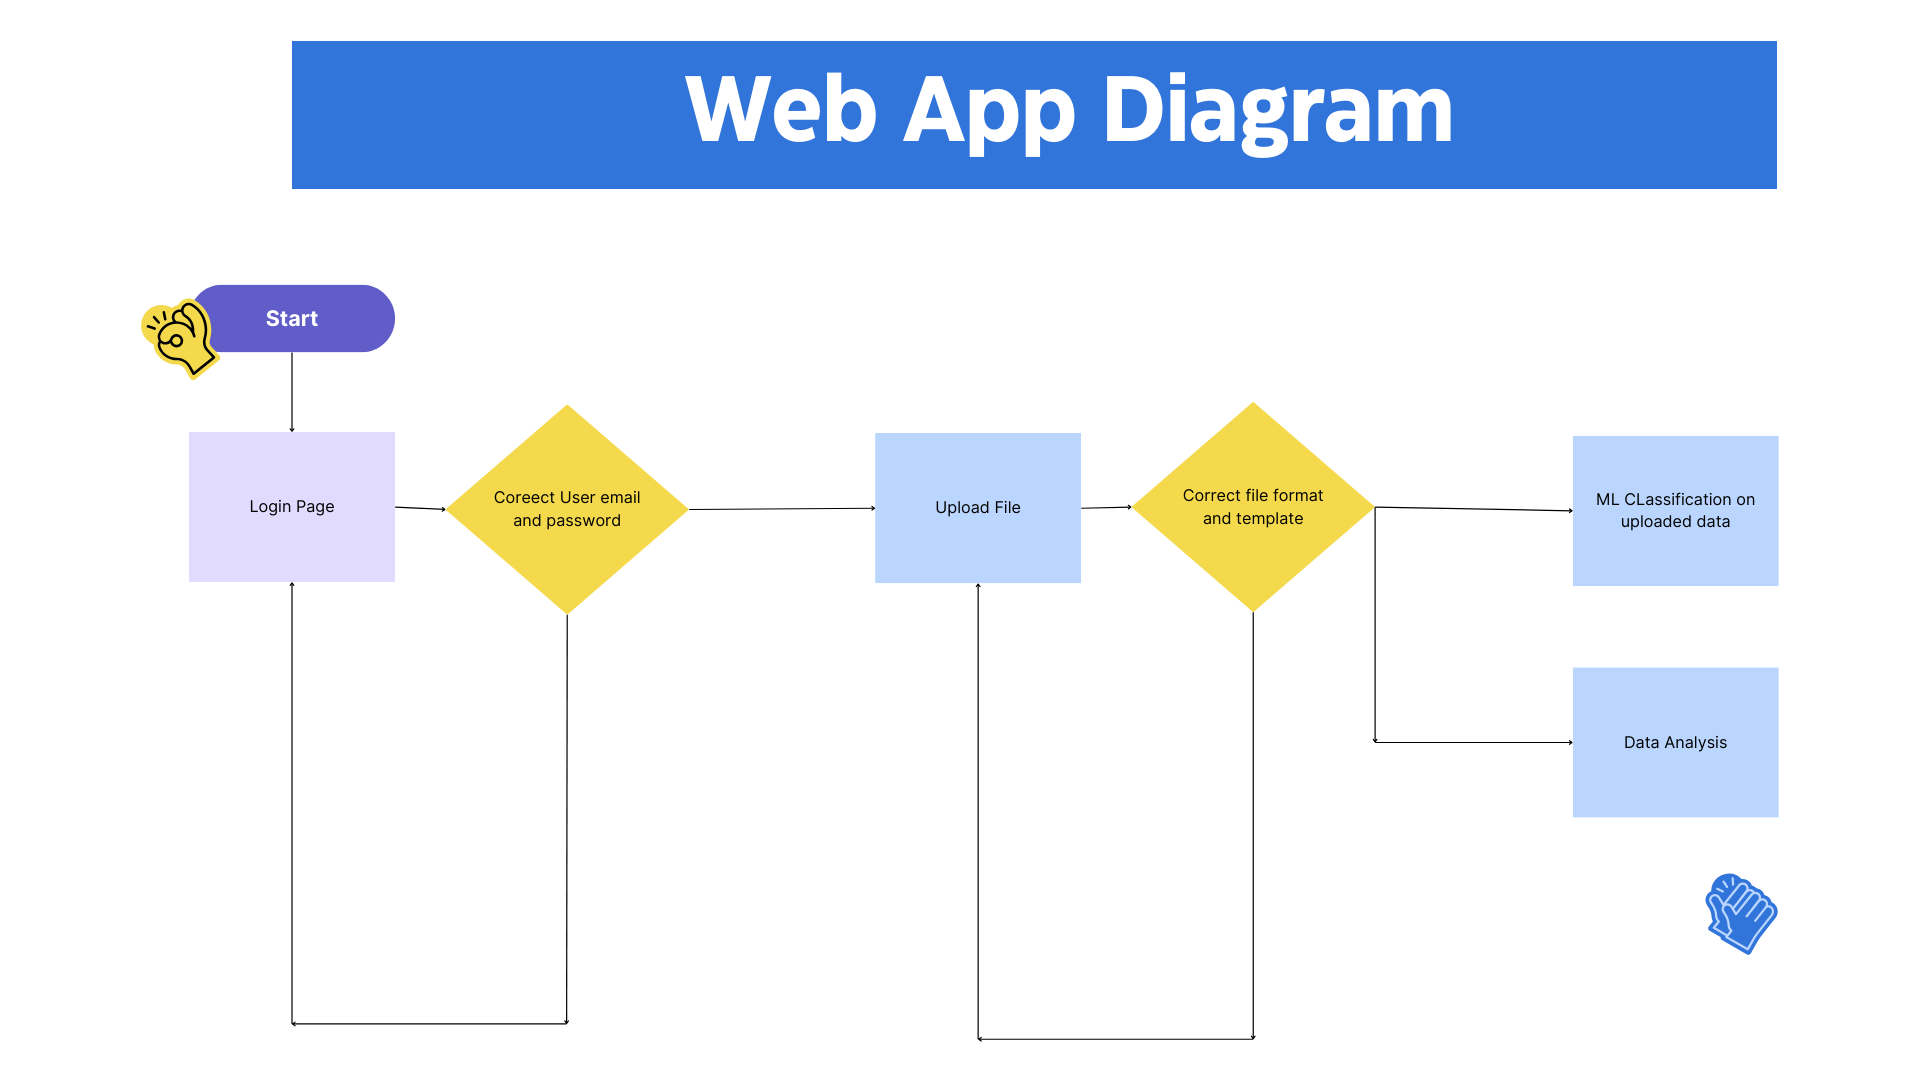 Web App Diagram
Start
Login Page
Coreect User email
and password
Upload File
Correct file format
and template
ML CLassification on
uploaded data
Data Analysis